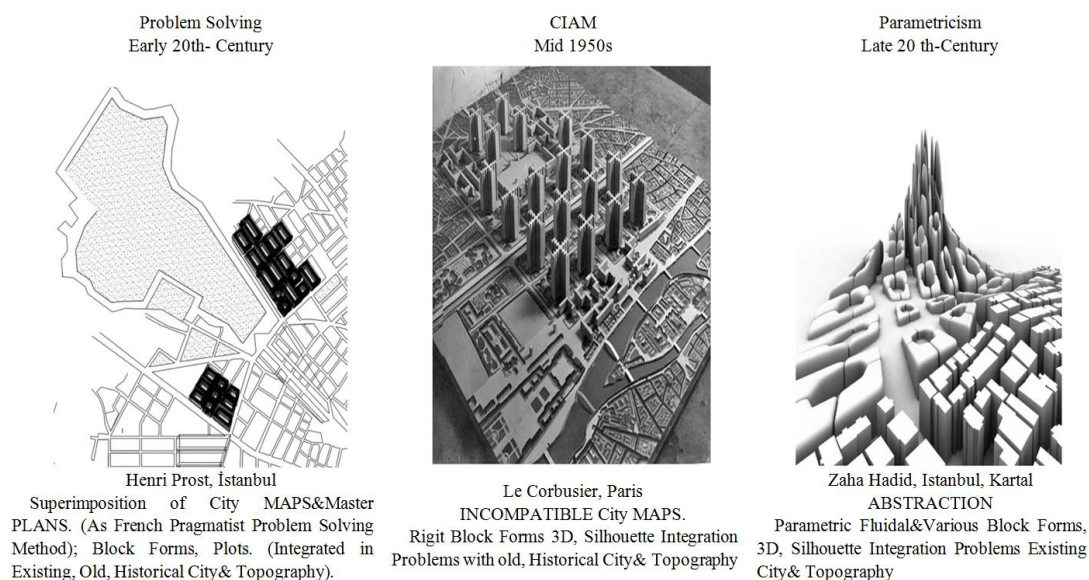 Problem Solving
Early 20th- Century
CIAM
Mid 1950s
Parametricism
Late 20 th-Century
Henri Prost, İstanbul
Superimposition of City MAPS&Master
PLANS. (As French Pragmatist Problem Solving
Method); Block Forms, Plots. (Integrated in
Existing, Old, Historical City& Topography).
Le Corbusier, Paris
INCOMPATIBLE City MAPS.
Rigit Block Forms 3D, Silhouette Integration
Problems with old, Historical City& Topography
Zaha Hadid, Istanbul, Kartal
ABSTRACTION
Parametric Fluidal&Various Block Forms,
3D, Silhouette Integration Problems Existing
City& Topography